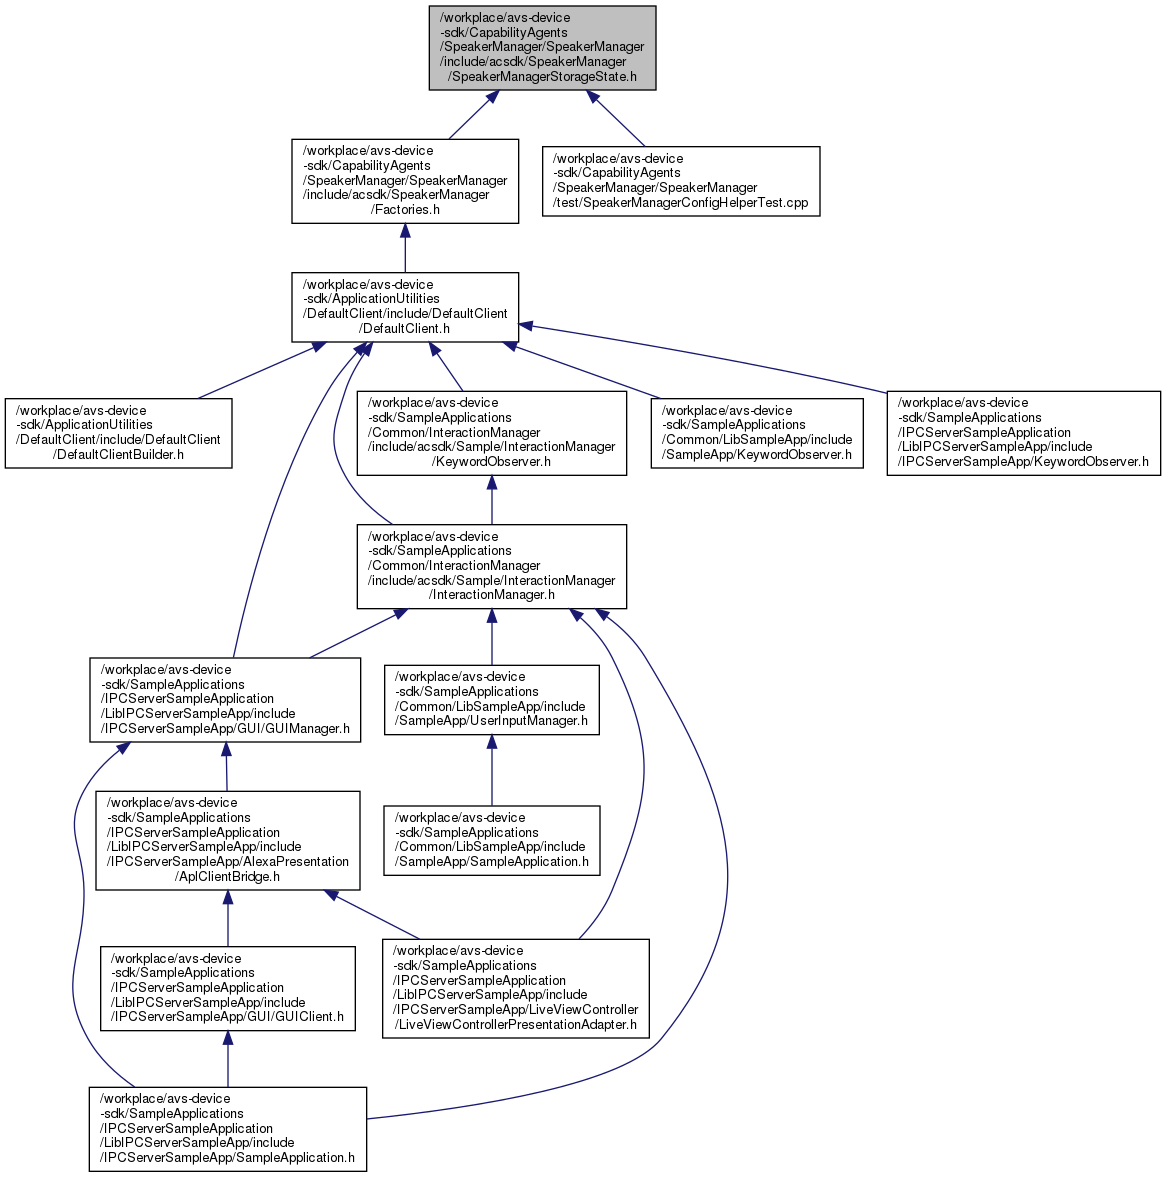 /workplace/avs-device
-sdk/CapabilityAgents
/SpeakerManager/SpeakerManager
/include/acsdk/SpeakerManager
/SpeakerManagerStorageState.h
/workplace/avs-device
-sdk/CapabilityAgents
/SpeakerManager/SpeakerManager
/include/acsdk/SpeakerManager
/Factories.h
/workplace/avs-device
-sdk/CapabilityAgents
/SpeakerManager/SpeakerManager
/test/SpeakerManagerConfigHelperTest.cpp
/workplace/avs-device
-sdk/ApplicationUtilities
/DefaultClient/include/DefaultClient
/DefaultClient.h
/workplace/avs-device
-sdk/ApplicationUtilities
/DefaultClient/include/DefaultClient
/DefaultClientBuilder.h
/workplace/avs-device
-sdk/SampleApplications
/Common/InteractionManager
/include/acsdk/Sample/InteractionManager
/KeywordObserver.h
/workplace/avs-device
-sdk/SampleApplications
/Common/LibSampleApp/include
/SampleApp/KeywordObserver.h
/workplace/avs-device
-sdk/SampleApplications
/IPCServerSampleApplication
/LibIPCServerSampleApp/include
/IPCServerSampleApp/KeywordObserver.h
/workplace/avs-device
-sdk/SampleApplications
/Common/InteractionManager
/include/acsdk/Sample/InteractionManager
/InteractionManager.h
/workplace/avs-device
-sdk/SampleApplications
/IPCServerSampleApplication
/LibIPCServerSampleApp/include
/IPCServerSampleApp/GUI/GUIManager.h
/workplace/avs-device
-sdk/SampleApplications
/Common/LibSampleApp/include
/SampleApp/UserInputManager.h
/workplace/avs-device
-sdk/SampleApplications
/IPCServerSampleApplication
/LibIPCServerSampleApp/include
/IPCServerSampleApp/AlexaPresentation
/AplClientBridge.h
/workplace/avs-device
-sdk/SampleApplications
/Common/LibSampleApp/include
/SampleApp/SampleApplication.h
/workplace/avs-device
-sdk/SampleApplications
/IPCServerSampleApplication
/LibIPCServerSampleApp/include
/IPCServerSampleApp/GUI/GUIClient.h
/workplace/avs-device
-sdk/SampleApplications
/IPCServerSampleApplication
/LibIPCServerSampleApp/include
/IPCServerSampleApp/LiveViewController
/LiveViewControllerPresentationAdapter.h
/workplace/avs-device
-sdk/SampleApplications
/IPCServerSampleApplication
/LibIPCServerSampleApp/include
/IPCServerSampleApp/SampleApplication.h